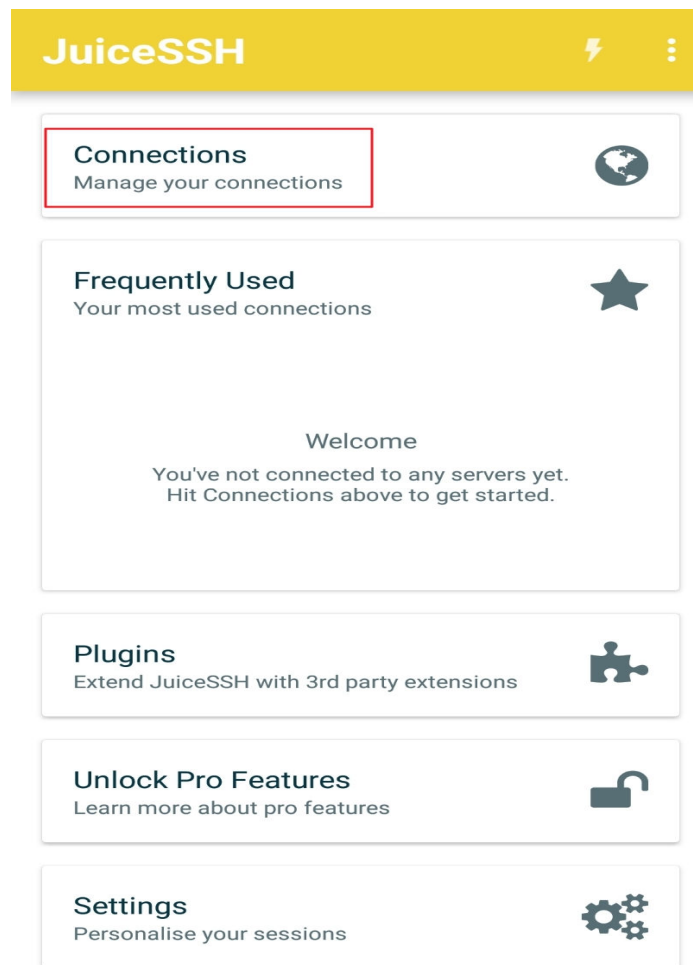 JuiceSSH
Connections
Manage your connections
Frequently Used
Your most used connections
Welcome
You've not connected to any servers yet.
Hit Connections above to get started.
Plugins
Extend JuiceSSH with 3rd party extensions
Unlock Pro Features
Learn more about pro features
Settings
Personalise your sessions